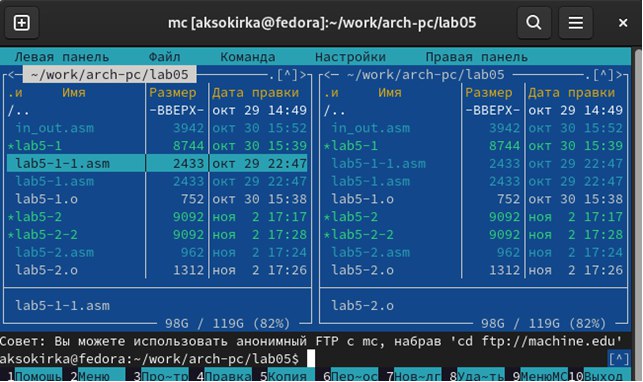 mc [aksokirka@fedora]:~/work/arch-pc/lab05
Левая панель Файл Команда Настройки Правая панель
<─ ~/work/arch-pc/lab05 ─.[^]> <─ ~/work/arch-pc/lab05 ─.[^]>
.и Имя Размер Дата правки .и Имя Размер Дата правки
/.. -ВВЕРХ- окт 29 14:49 /.. -ВВЕРХ- окт 29 14:49
in_out.asm 3942 окт 30 15:52 in_out.asm 3942 окт 30 15:52
*lab5-1 8744 окт 30 15:39 *lab5-1 8744 окт 30 15:39
lab5-1-1.asm 2433 окт 29 22:47 lab5-1-1.asm 2433 окт 29 22:47
lab5-1.asm 2433 окт 29 22:47 lab5-1.asm 2433 окт 29 22:47
lab5-1.o 752 окт 30 15:38 lab5-1.o 752 окт 30 15:38
*lab5-2 9092 ноя 2 17:17 *lab5-2 9092 ноя 2 17:17
*lab5-2-2 9092 ноя 2 17:28 *lab5-2-2 9092 ноя 2 17:28
lab5-2.asm 962 ноя 2 17:24 lab5-2.asm 962 ноя 2 17:24
lab5-2.o 1312 ноя 2 17:26 lab5-2.o 1312 ноя 2 17:26
lab5-1-1.asm lab5-2.o
98G / 119G (82%) 98G / 119G (82%)
Совет: Вы можете использовать анонимный FTP с mc, набрав 'cd ftp://machine.edu'
aksokirka@fedora:~/work/arch-pc/lab05$ [^]
1Помощь 2Меню 3Про~тр 4Правка 5Копия 6Пер~ос 7Нов~лг 8Уда~ть 9МенюMC 10Выход